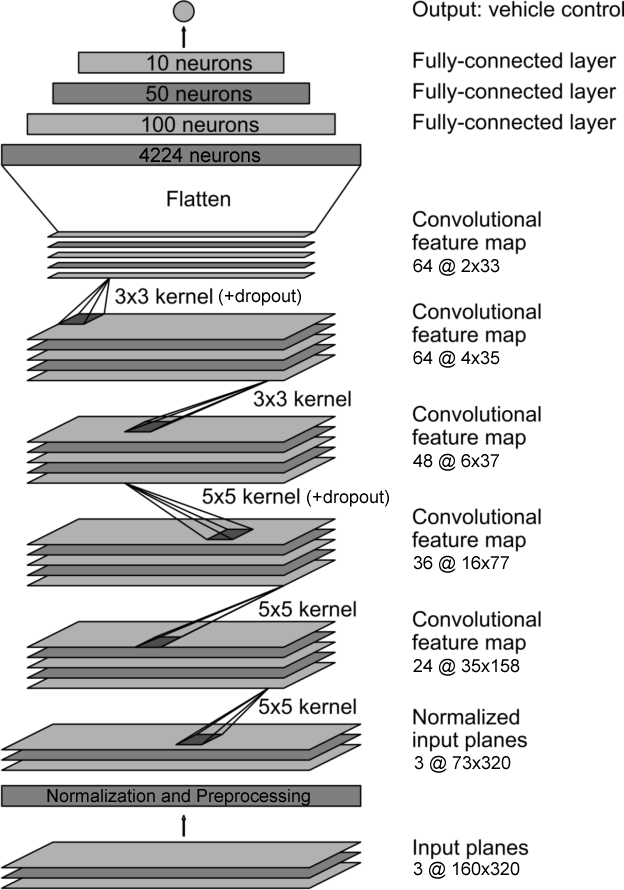 Output: vehicle control
10 neurons
Fully-connected layer
50 neurons
Fully-connected layer
100 neurons
Fully-connected layer
4224 neurons
Flatten
Convolutional
feature map
64 @ 2x33
3x3 kernel (+dropout)
Convolutional
feature map
64 @ 4x35
3x3 kernel
Convolutional
feature map
48 @ 6x37
5x5 kernel (+dropout)
Convolutional
feature map
36 @ 16x77
5x5 kernel
Convolutional
feature map
24 @ 35x158
5x5 kernel
Normalized
input planes
3 @ 73x320
Normalization and Preprocessing
Input planes
3 @ 160x320